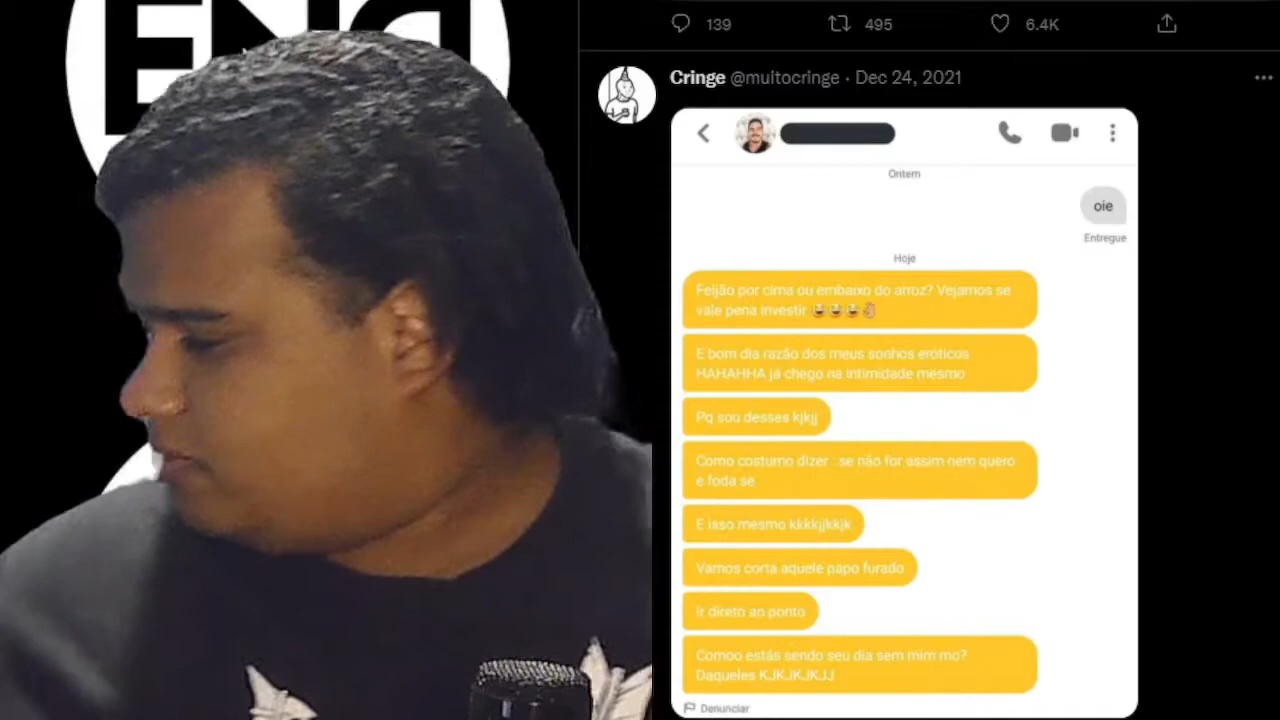 ENG
139 495 6.4K
Cringe @muitocringe · Dec 24, 2021
Ontem
oie
Entregue
Hoje
Feijão por cima ou embaixo do arroz? Vejamos se
vale pena investir 😂😂😂👌🏼
E bom dia razão dos meus sonhos eróticos
HAHAHHA já chego na intimidade mesmo
Pq sou desses kjkjj
Como costumo dizer : se não for assim nem quero
e foda se
E isso mesmo kkkkjjkkjk
Vamos corta aquele papo furado
Ir direto ao ponto
Comoo estás sendo seu dia sem mim mo?
Daqueles KJKJKJKJJ
Denunciar